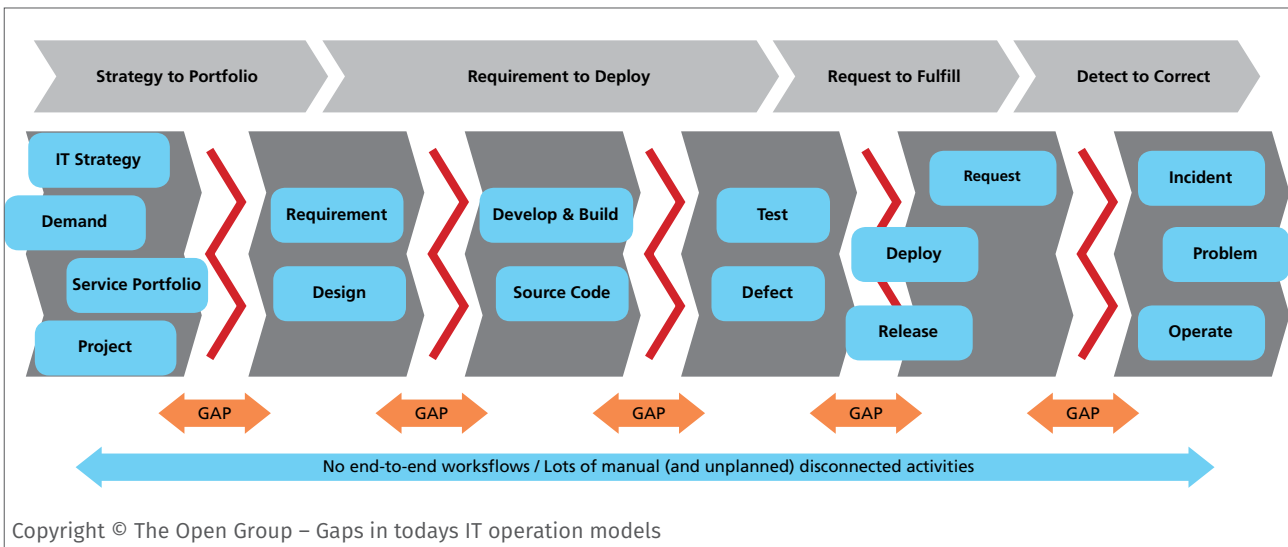 Strategy to Portfolio
Requirement to Deploy
Request to Fulfill
Detect to Correct
IT Strategy
Demand
Service Portfolio
Project
Requirement
Design
Develop & Build
Source Code
Test
Defect
Request
Deploy
Release
Incident
Problem
Operate
GAP
GAP
GAP
GAP
GAP
No end-to-end worksflows / Lots of manual (and unplanned) disconnected activities
Copyright © The Open Group – Gaps in todays IT operation models